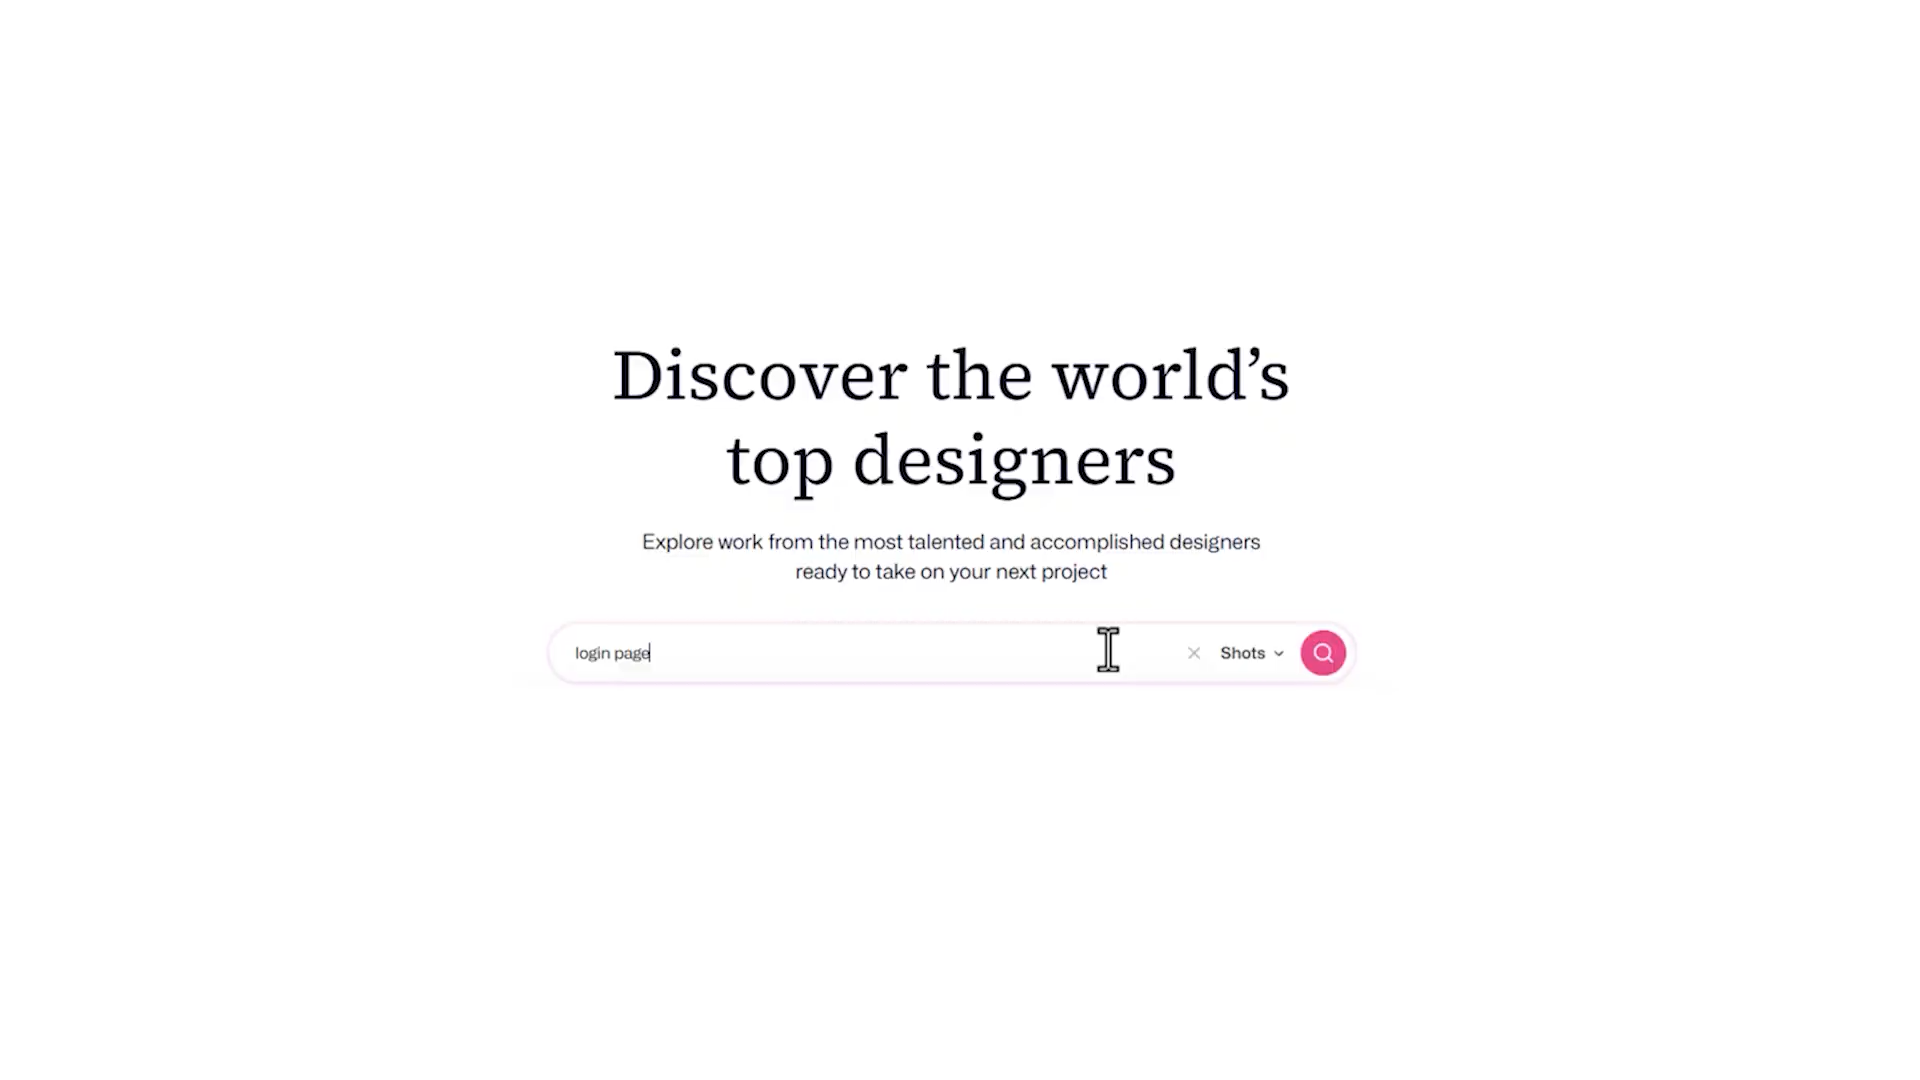 Discover the world’s
top designers
Explore work from the most talented and accomplished designers
ready to take on your next project
login page
Shots